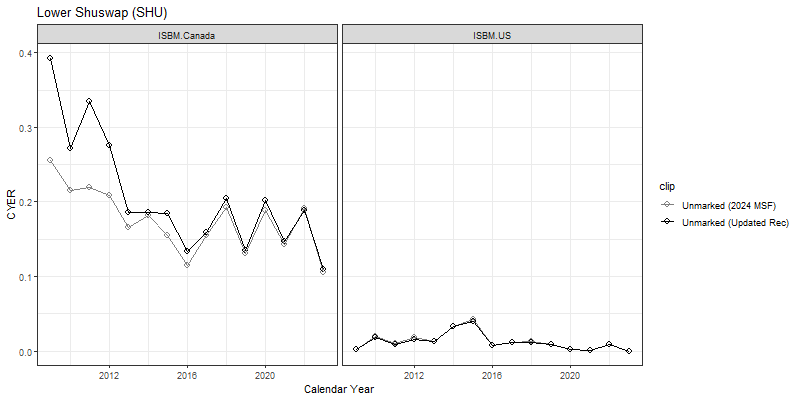 Lower Shuswap (SHU)
ISBM.Canada
ISBM.US
0.4
0.3
0.2
0.1
0.0
CYER
2012
2016
2020
2012
2016
2020
Calendar Year
clip
Unmarked (2024 MSF)
Unmarked (Updated Rec)